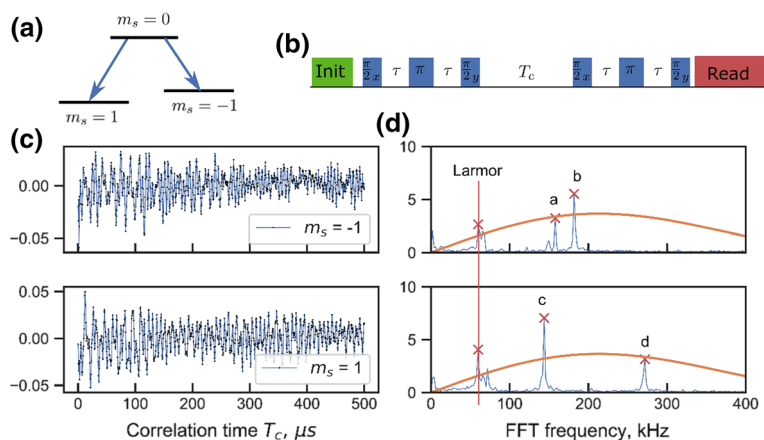 (a)
m_s = 0
m_s = 1
m_s = −1
(b)
Init π/2 x τ π τ π/2 y T_c π/2 x τ π τ π/2 y Read
(c)
0.00
−0.05
m_s = -1
0.05
0.00
−0.05
m_s = 1
0 100 200 300 400 500
Correlation time T_c, μs
(d)
10
5
0
Larmor
a
b
10
5
0
c
d
0 100 200 300 400
FFT frequency, kHz